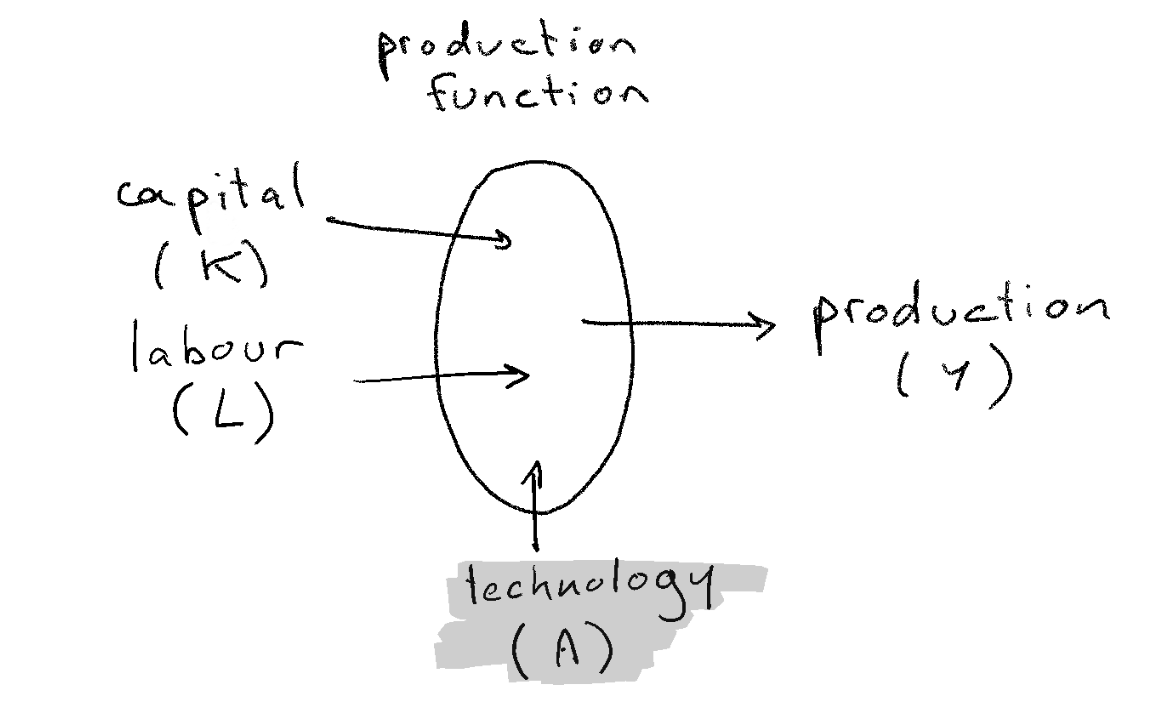 production
function
capital
(K)
labour
(L)
production
(Y)
technology
(A)